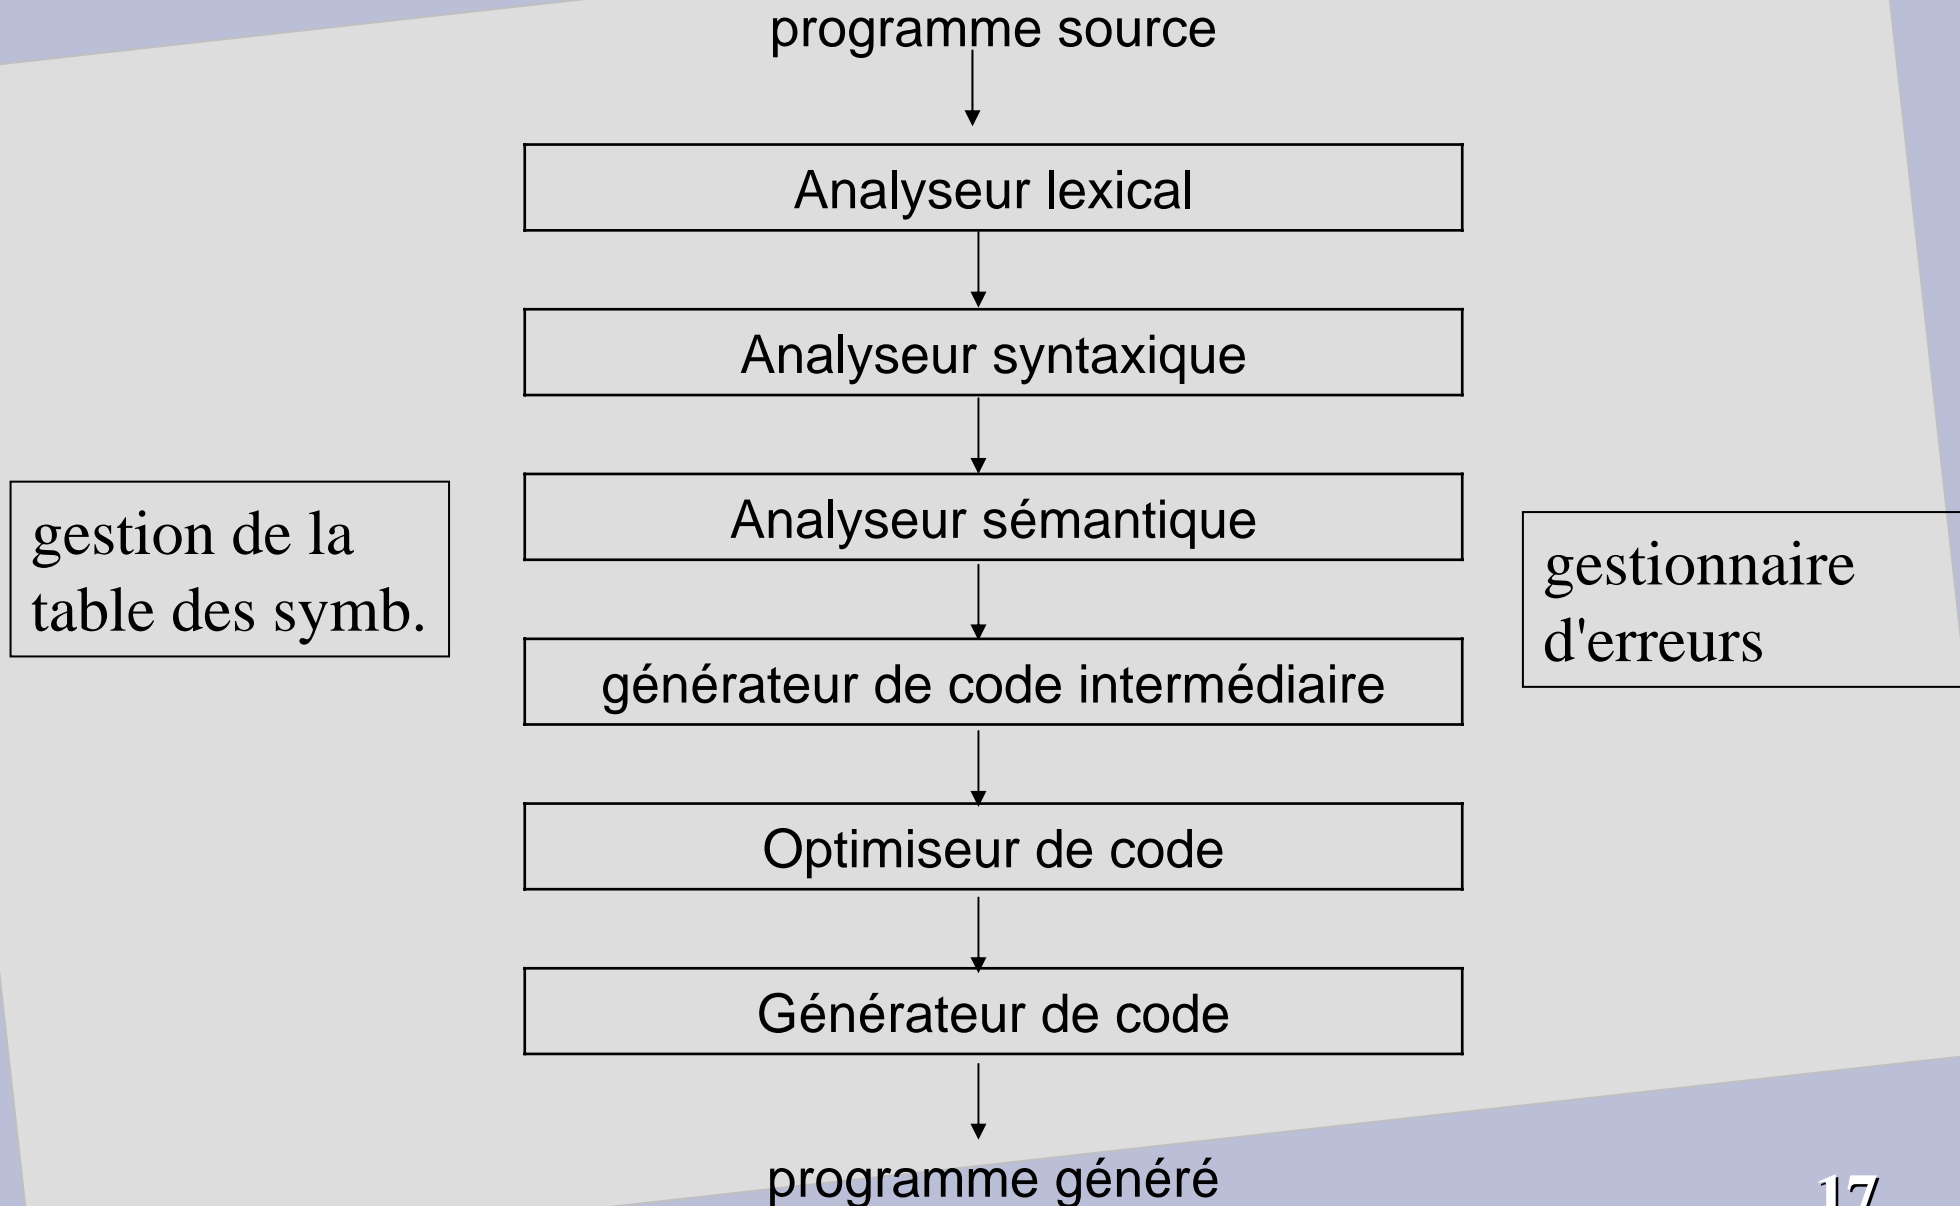 programme source
Analyseur lexical
Analyseur syntaxique
Analyseur sémantique
gestion de la
table des symb.
gestionnaire
d'erreurs
générateur de code intermédiaire
Optimiseur de code
Générateur de code
programme généré
17